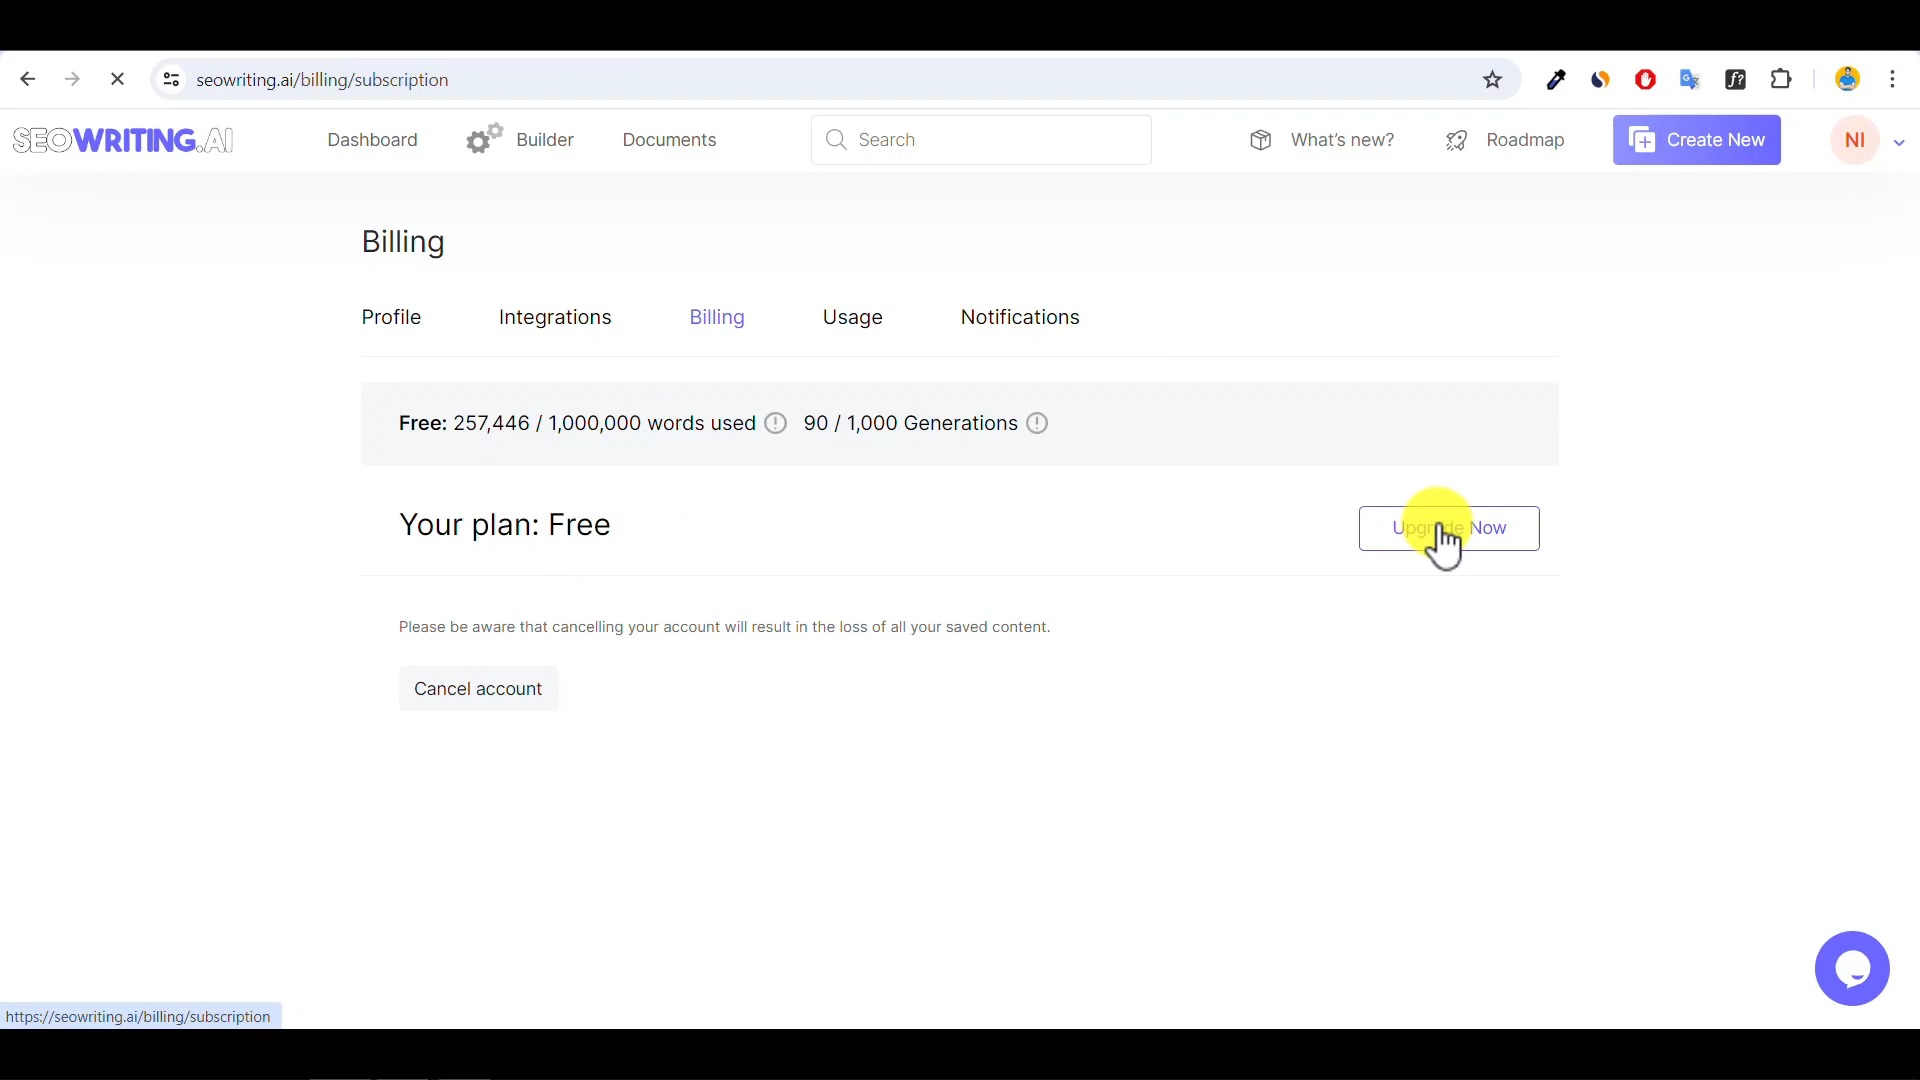 seowriting.ai/billing/subscription
SEOWRITING.AI Dashboard Builder Documents Search What's new? Roadmap Create New NI
Billing
Profile Integrations Billing Usage Notifications
Free: 257,446 / 1,000,000 words used 90 / 1,000 Generations
Your plan: Free Upgrade Now
Please be aware that cancelling your account will result in the loss of all your saved content.
Cancel account
https://seowriting.ai/billing/subscription